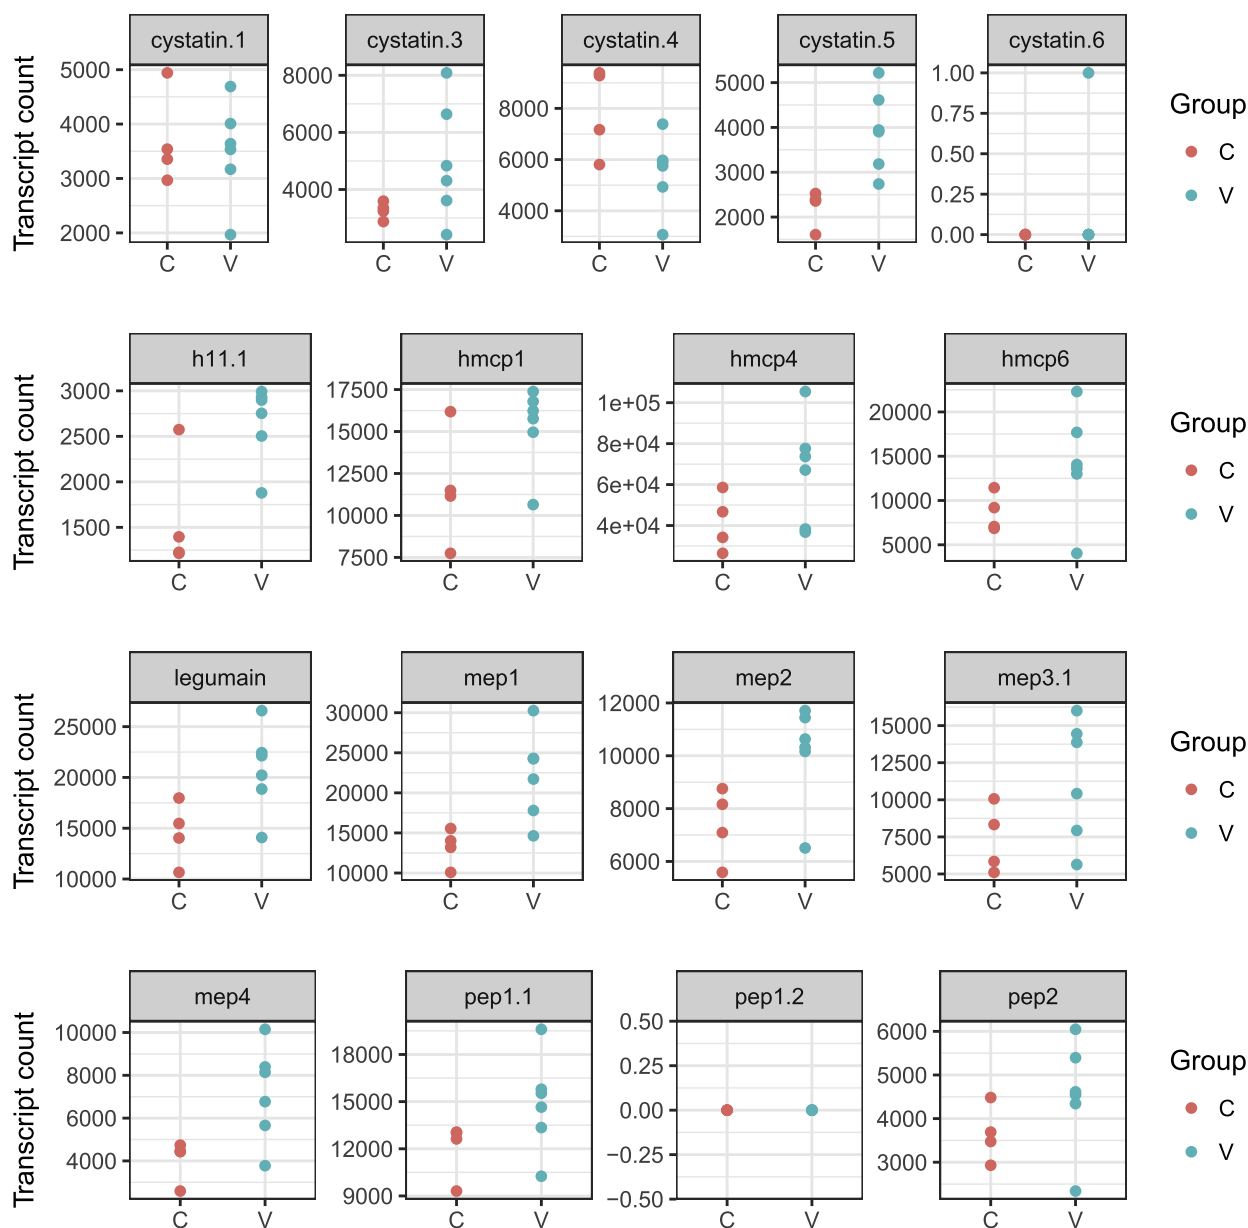 cystatin.1 cystatin.3 cystatin.4 cystatin.5 cystatin.6
Transcript count
5000
4000
3000
2000
8000
6000
4000
8000
6000
4000
5000
4000
3000
2000
1.00
0.75
0.50
0.25
0.00
C V C V C V C V C V
Group
C
V
h11.1 hmcp1 hmcp4 hmcp6
Transcript count
3000
2500
2000
1500
17500
15000
12500
10000
7500
1e+05
8e+04
6e+04
4e+04
20000
15000
10000
5000
C V C V C V C V
Group
C
V
legumain mep1 mep2 mep3.1
Transcript count
25000
20000
15000
10000
30000
25000
20000
15000
10000
12000
10000
8000
6000
15000
12500
10000
7500
5000
C V C V C V C V
Group
C
V
mep4 pep1.1 pep1.2 pep2
Transcript count
10000
8000
6000
4000
18000
15000
12000
9000
0.50
0.25
0.00
−0.25
−0.50
6000
5000
4000
3000
C V C V C V C V
Group
C
V